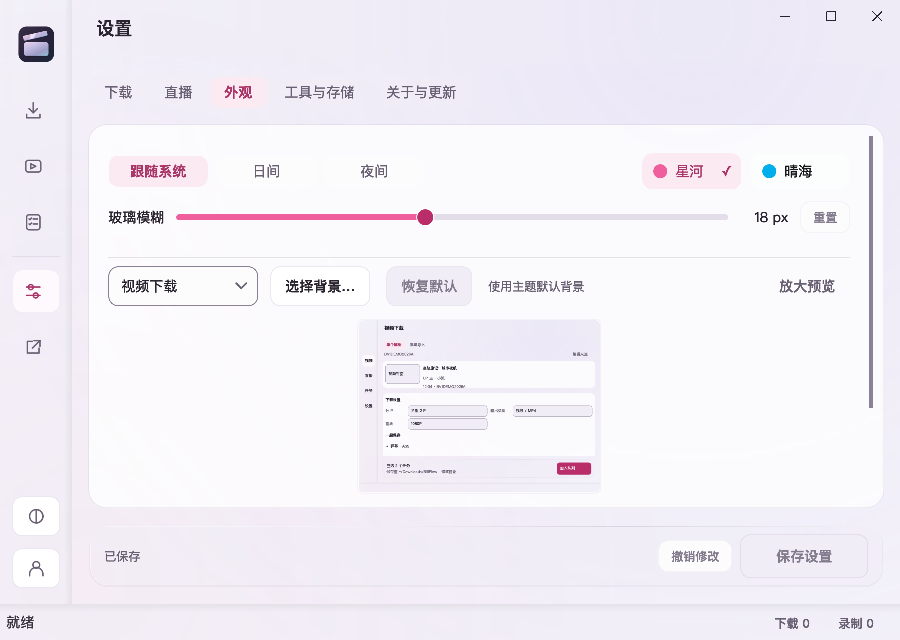 设置
下载 直播 外观 工具与存储 关于与更新
跟随系统 日间 夜间 星河 ✓ 晴海
玻璃模糊 18 px 重置
视频下载 选择背景... 恢复默认 使用主题默认背景 放大预览
视频下载
已保存 撤销修改 保存设置
就绪 下载 0 录制 0